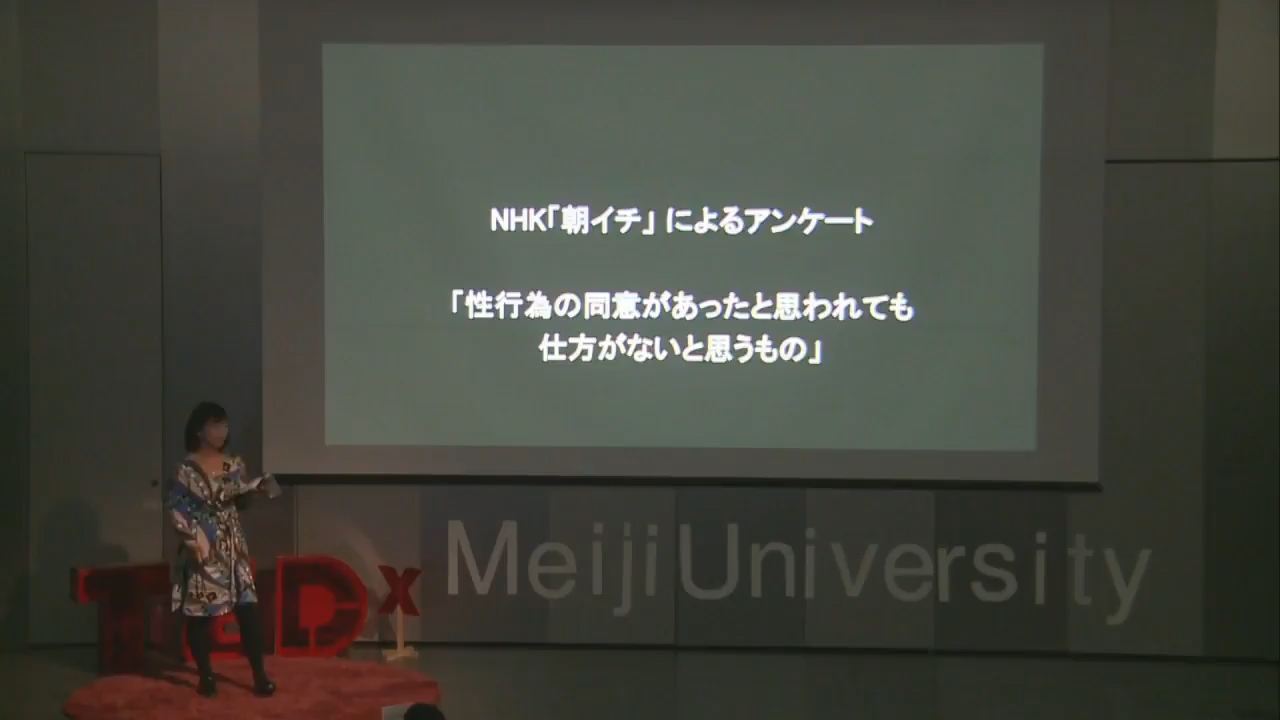 NHK「朝イチ」によるアンケート
「性行為の同意があったと思われても
仕方がないと思うもの」
TEDx
MeijiUniversity